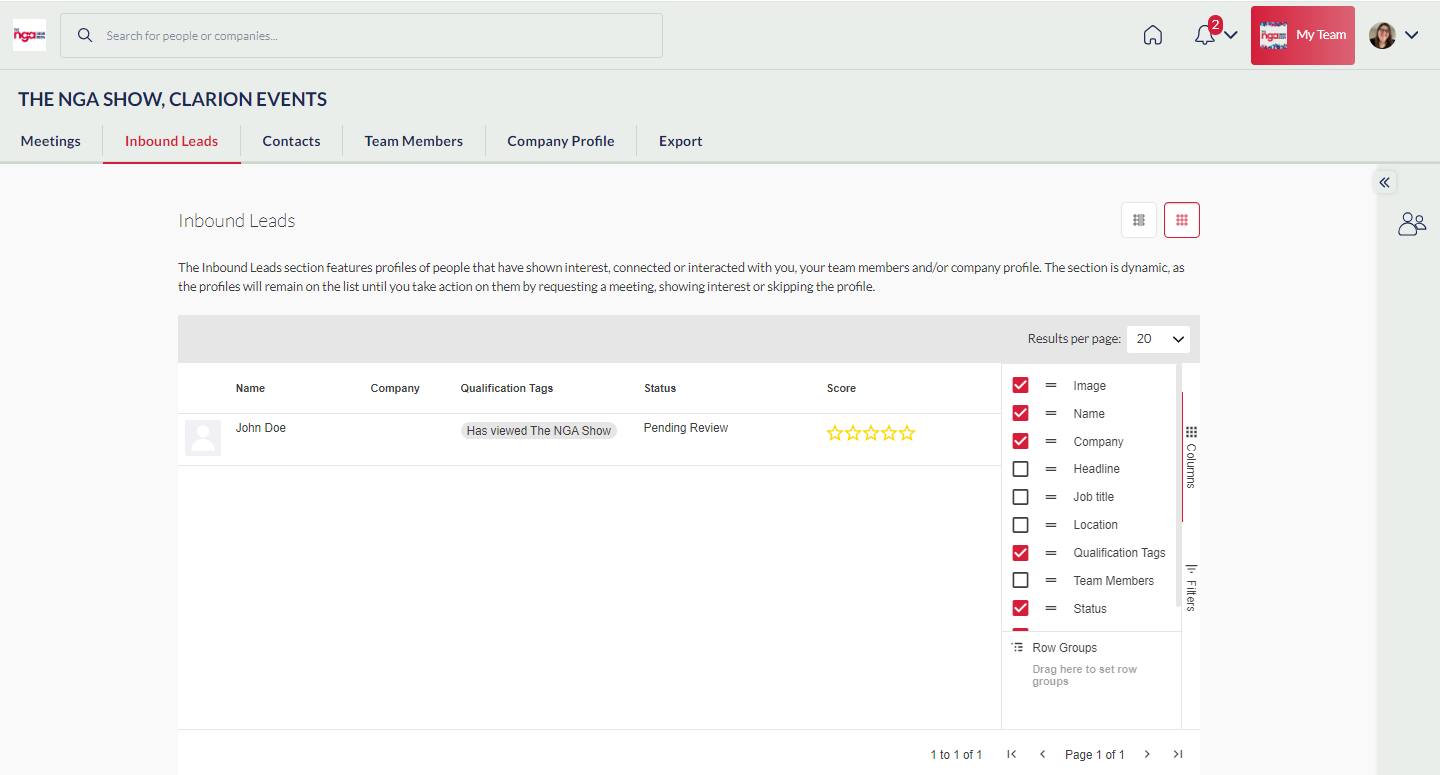 nga
Search for people or companies...
2
nga
My Team
THE NGA SHOW, CLARION EVENTS
Meetings
Inbound Leads
Contacts
Team Members
Company Profile
Export
Inbound Leads
The Inbound Leads section features profiles of people that have shown interest, connected or interacted with you, your team members and/or company profile. The section is dynamic, as
the profiles will remain on the list until you take action on them by requesting a meeting, showing interest or skipping the profile.
Results per page: 20
Name Company Qualification Tags Status Score
John Doe Has viewed The NGA Show Pending Review
Image
Name
Company
Headline
Job title
Location
Qualification Tags
Team Members
Status
Row Groups
Drag here to set row
groups
Columns
Filters
1 to 1 of 1 Page 1 of 1